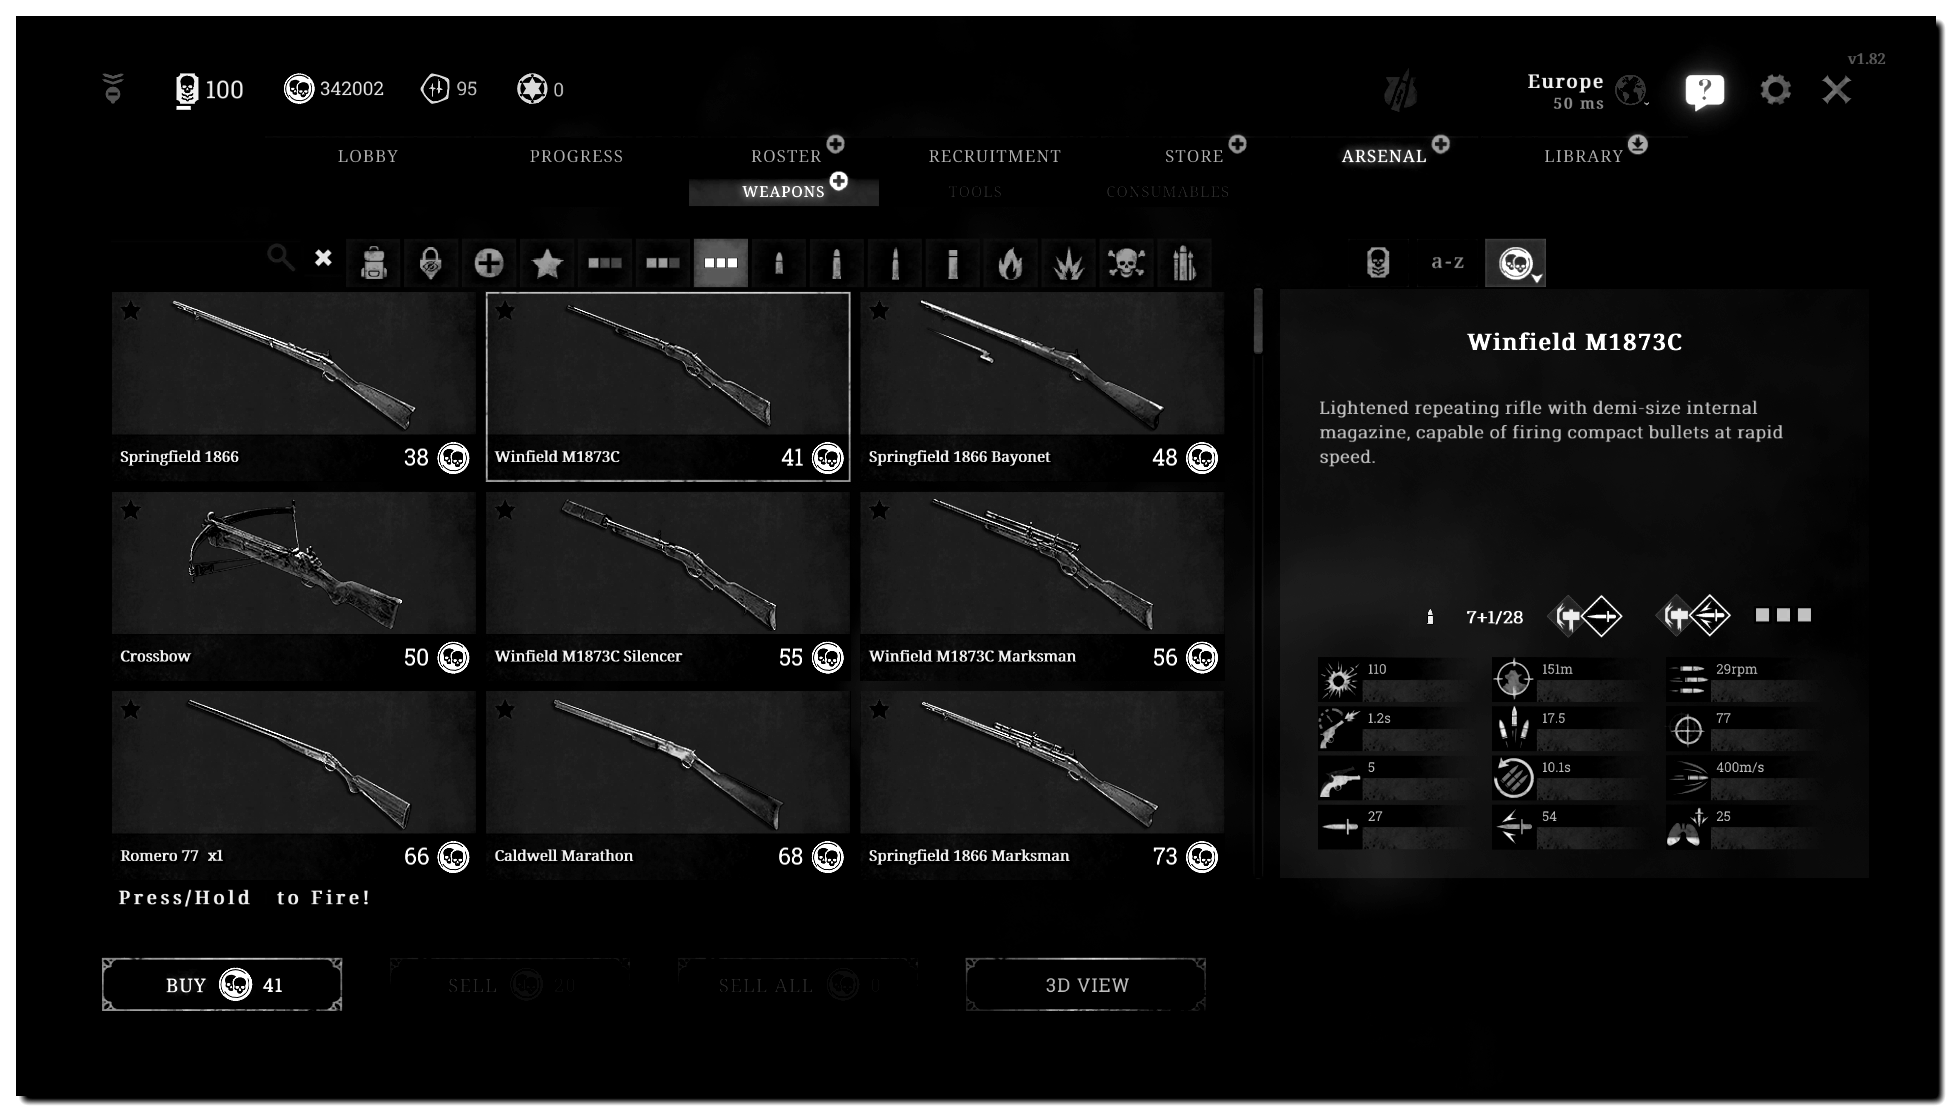 v1.82
100
342002
95
0
Europe
50 ms
?
LOBBY
PROGRESS
ROSTER
RECRUITMENT
STORE
ARSENAL
LIBRARY
WEAPONS
TOOLS
CONSUMABLES
a-z
Springfield 1866
38
Winfield M1873C
41
Springfield 1866 Bayonet
48
Crossbow
50
Winfield M1873C Silencer
55
Winfield M1873C Marksman
56
Romero 77 x1
66
Caldwell Marathon
68
Springfield 1866 Marksman
73
Press/Hold to Fire!
BUY 41
SELL 20
SELL ALL 0
3D VIEW
Winfield M1873C
Lightened repeating rifle with demi-size internal
magazine, capable of firing compact bullets at rapid
speed.
7+1/28
110
151m
29rpm
1.2s
17.5
77
5
10.1s
400m/s
27
54
25